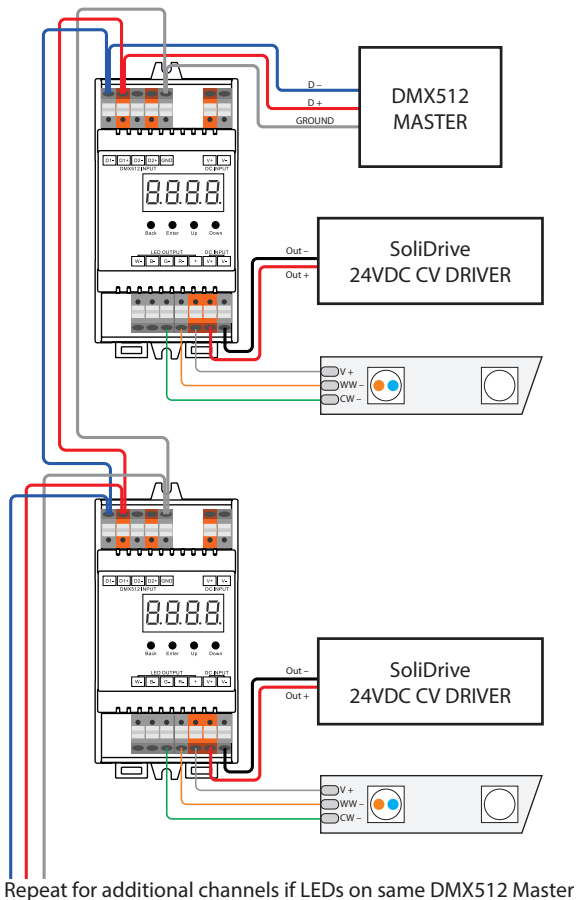 D –
D +
GROUND
DMX512
MASTER
D1- D1+ D2- D2+ GND V+ V-
DMX512 INPUT DC INPUT
8.8.8.8.
Back Enter Up Down
LED OUTPUT DC INPUT
W- B- G- R- + V+ V-
Out –
Out +
SoliDrive
24VDC CV DRIVER
V +
WW –
CW –
D1- D1+ D2- D2+ GND V+ V-
DMX512 INPUT DC INPUT
8.8.8.8.
Back Enter Up Down
LED OUTPUT DC INPUT
W- B- G- R- + V+ V-
Out –
Out +
SoliDrive
24VDC CV DRIVER
V +
WW –
CW –
Repeat for additional channels if LEDs on same DMX512 Master